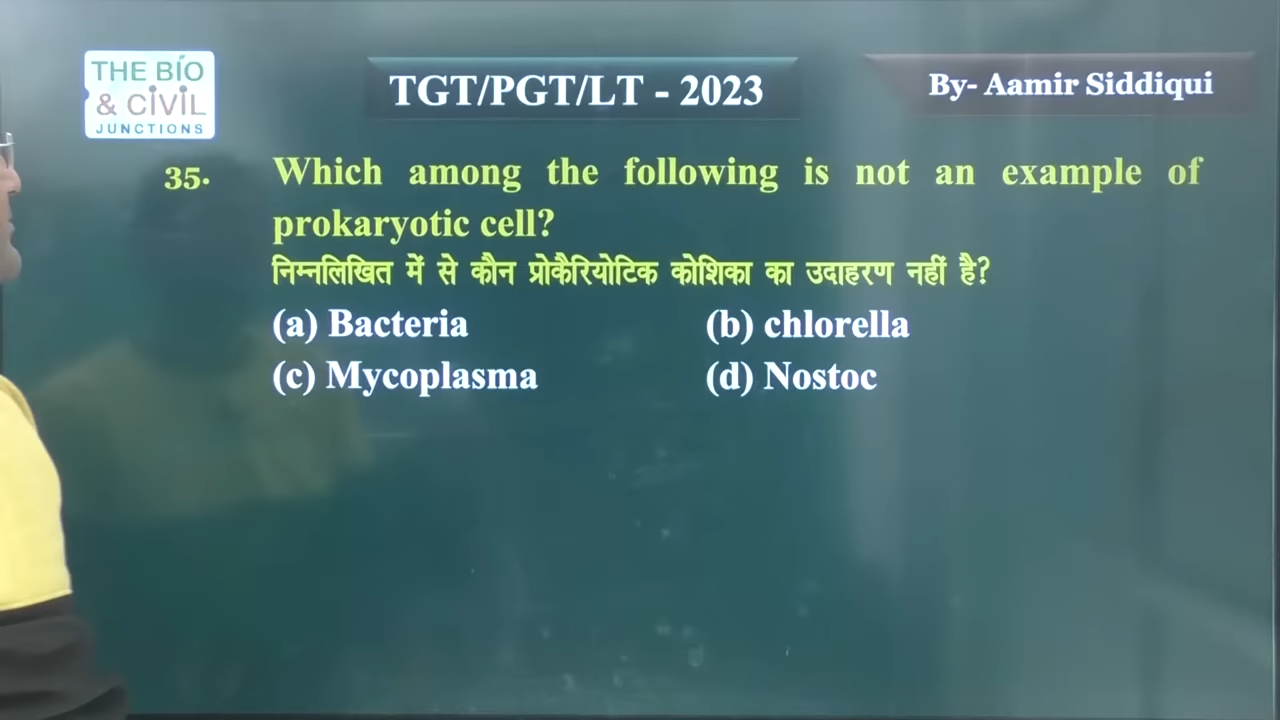 THE BIO
& CIVIL
JUNCTIONS
TGT/PGT/LT - 2023
By- Aamir Siddiqui
35. Which among the following is not an example of
prokaryotic cell?
निम्नलिखित में से कौन प्रोकैरियोटिक कोशिका का उदाहरण नहीं है?
(a) Bacteria (b) chlorella
(c) Mycoplasma (d) Nostoc